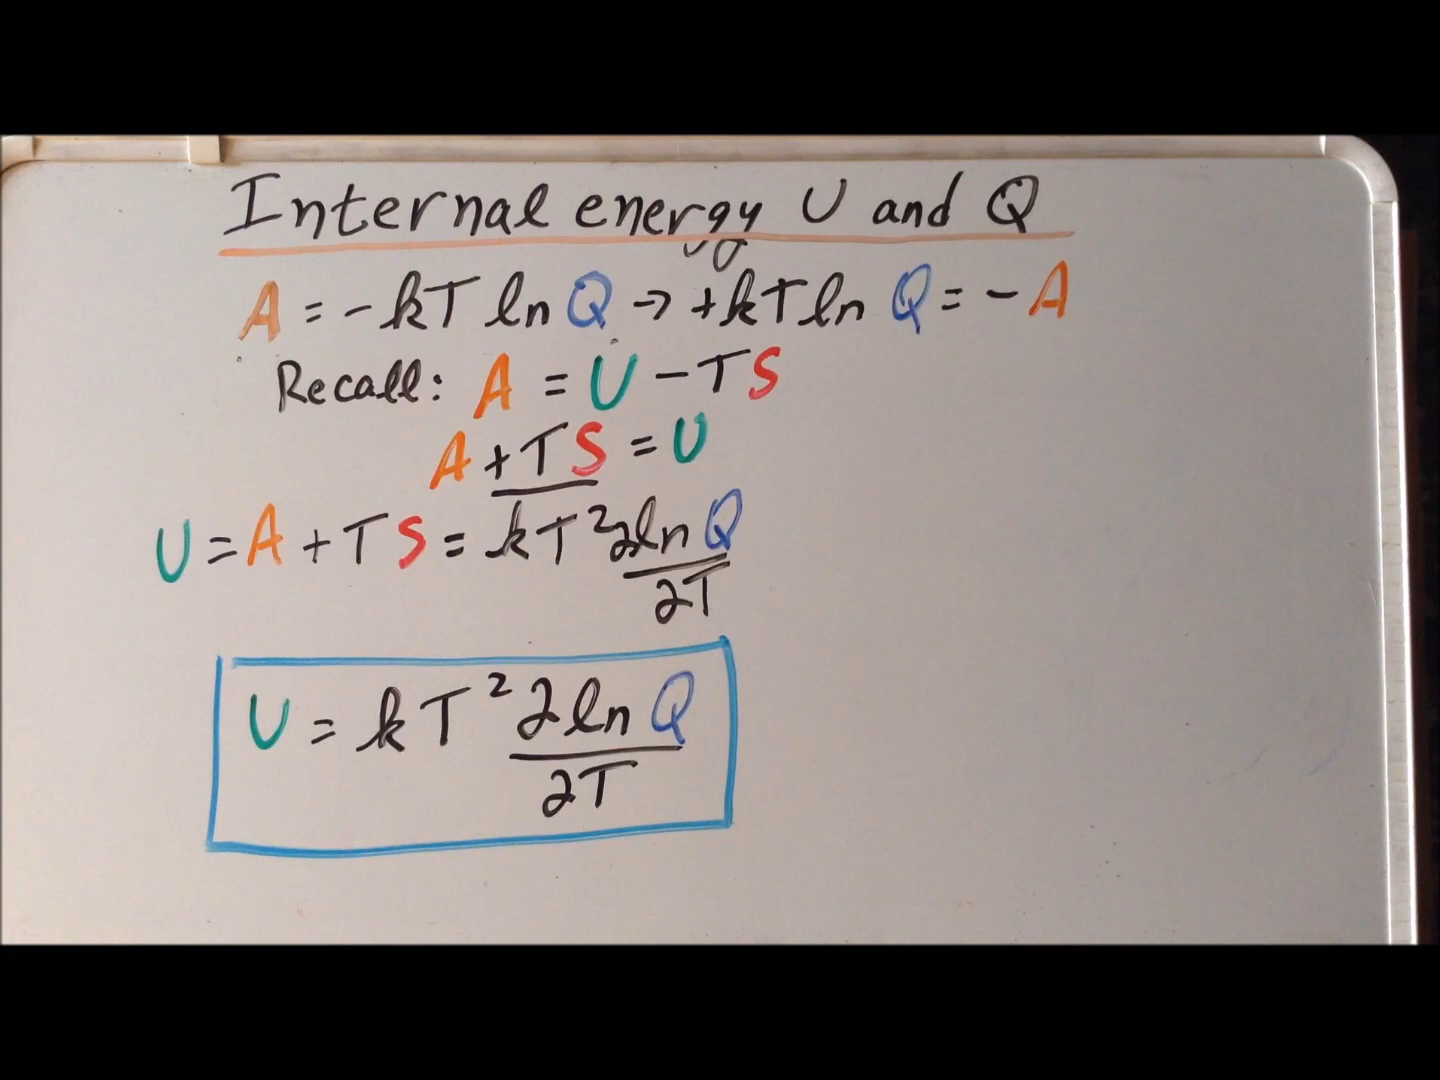 Internal energy U and Q
A = -kT ln Q → +kT ln Q = -A
Recall: A = U - TS
A + TS = U
U = A + TS = kT² ∂ln Q / ∂T
U = kT² ∂ln Q / ∂T